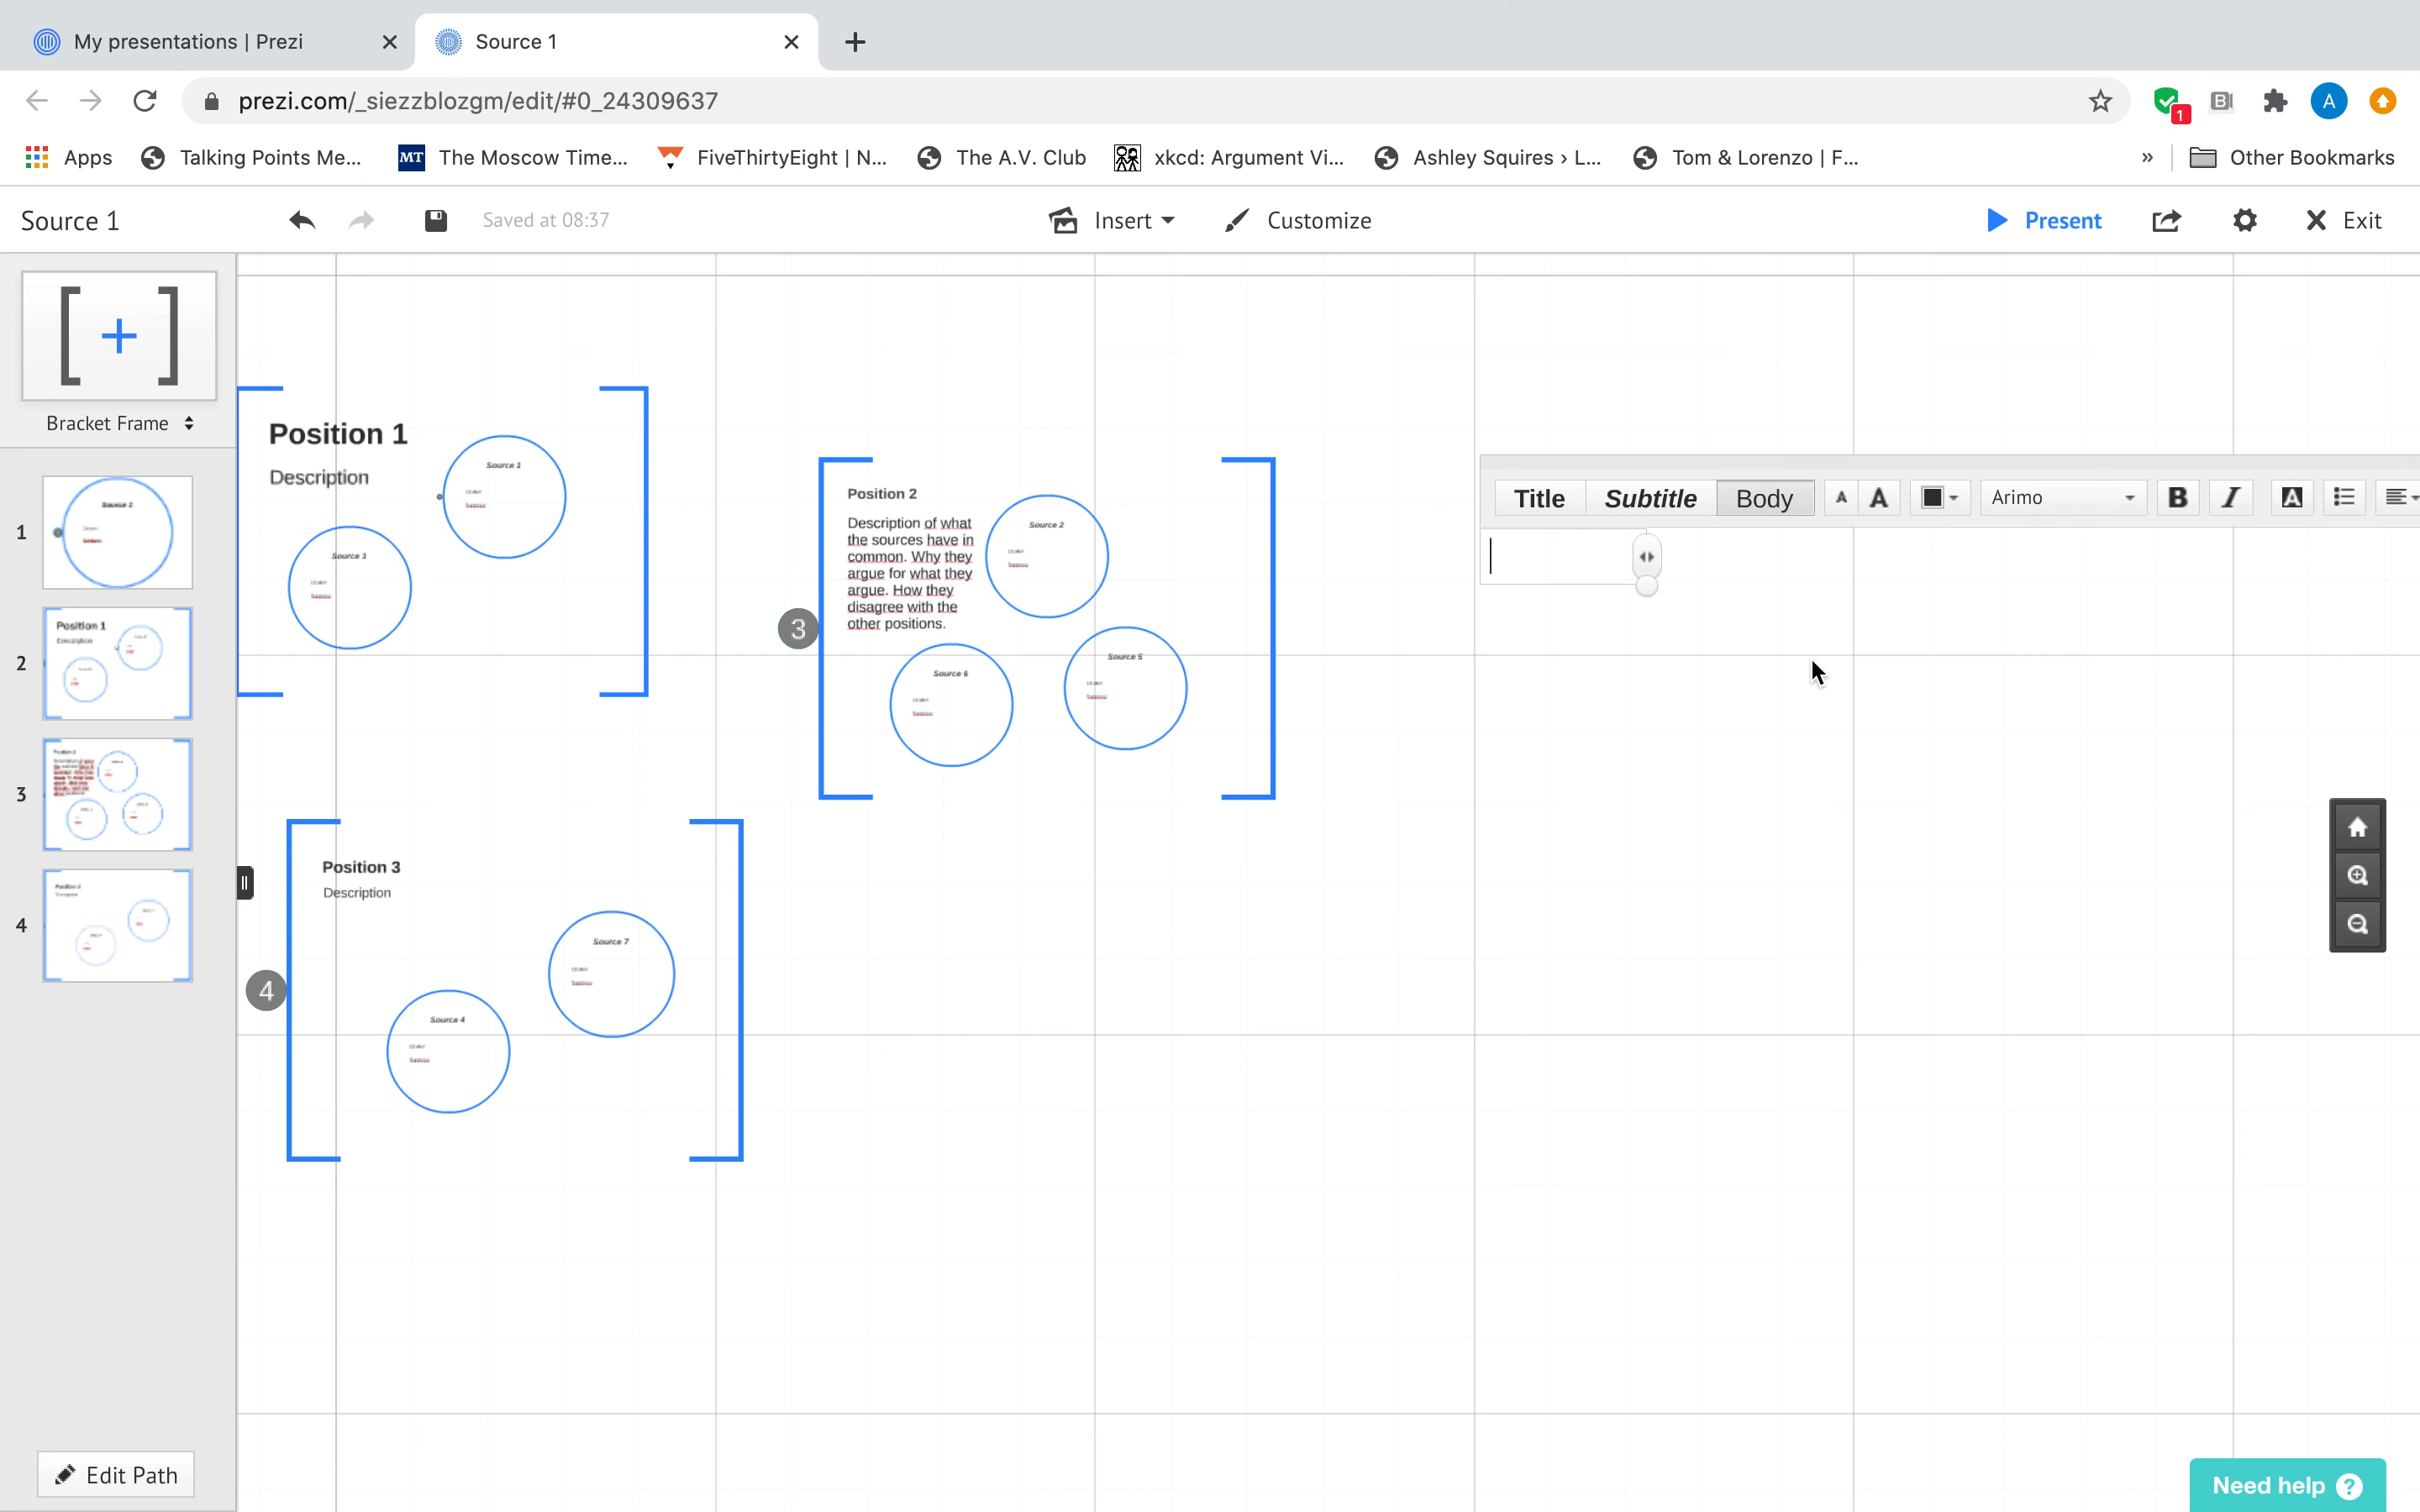 My presentations | Prezi
Source 1
prezi.com/_siezzblozgm/edit/#0_24309637
1
A
Apps
Talking Points Me...
MT
The Moscow Time...
FiveThirtyEight | N...
The A.V. Club
xkcd: Argument Vi...
Ashley Squires › L...
Tom & Lorenzo | F...
»
Other Bookmarks
Source 1
Saved at 08:37
Insert
Customize
Present
Exit
Bracket Frame
1
2
Position 1
3
4
Edit Path
Position 1
Description
Source 1
Source 3
3
Position 2
Description of what
the sources have in
common. Why they
argue for what they
argue. How they
disagree with the
other positions.
Source 2
Source 6
Source 5
4
Position 3
Description
Source 7
Source 4
Title
Subtitle
Body
A
A
Arimo
B
I
A
Need help ?